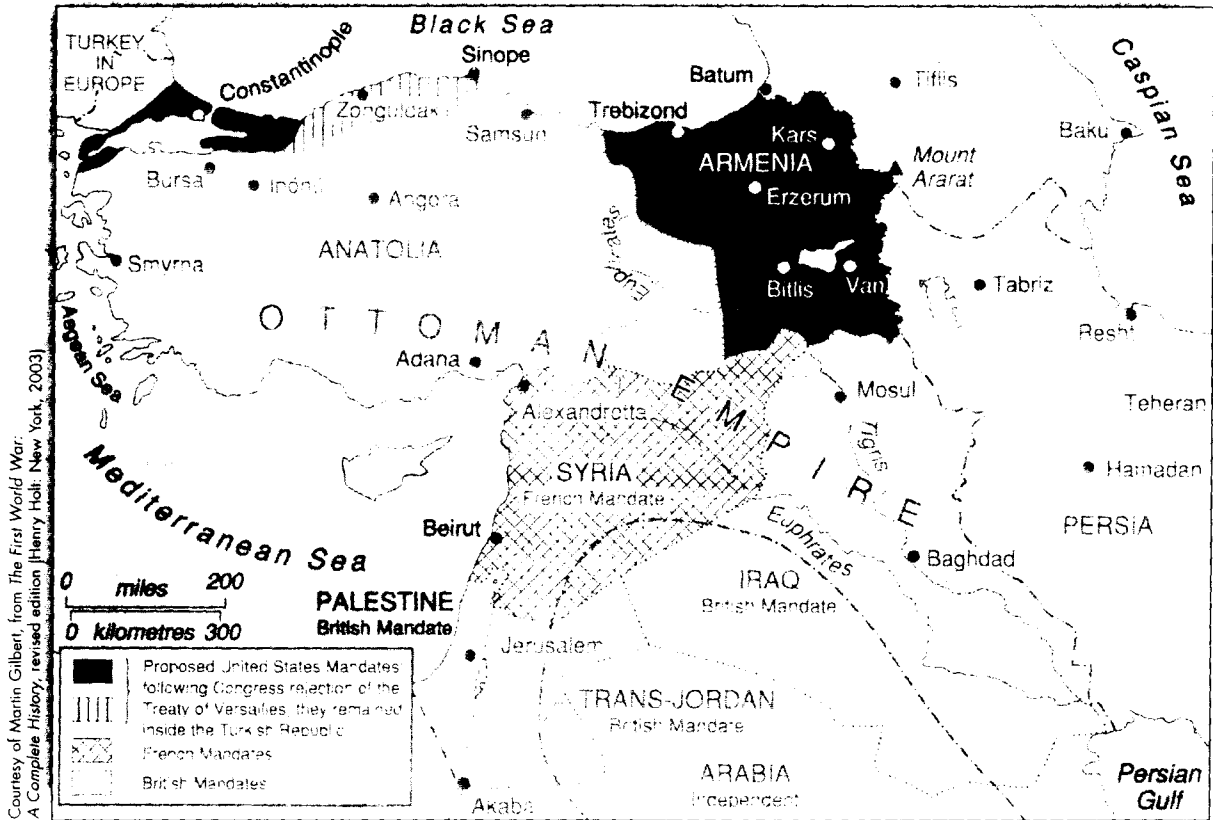 Black Sea
TURKEY
IN
EUROPE
Constantinople
Sinope
Zonguldak
Samsun
Batum
Tiflis
Trebizond
Caspian Sea
Kars
Baku
ARMENIA
Mount
Ararat
Bursa
Inönü
Angora
Erzerum
Euphrates
ANATOLIA
Smyrna
Bitlis
Van
Tabriz
OTTOMAN EMPIRE
Resht
Aegean Sea
Adana
Alexandretta
Mosul
Teheran
Tigris
Hamadan
Mediterranean Sea
SYRIA
French Mandate
PERSIA
Beirut
Euphrates
Baghdad
0 miles 200
0 kilometres 300
PALESTINE
British Mandate
IRAQ
British Mandate
Jerusalem
Proposed United States Mandates
following Congress rejection of the
Treaty of Versailles, they remained
inside the Turkish Republic
French Mandates
British Mandates
TRANS-JORDAN
British Mandate
ARABIA
Independent
Akaba
Persian
Gulf
Courtesy of Martin Gilbert, from The First World War:
A Complete History, revised edition (Henry Holt: New York, 2003)